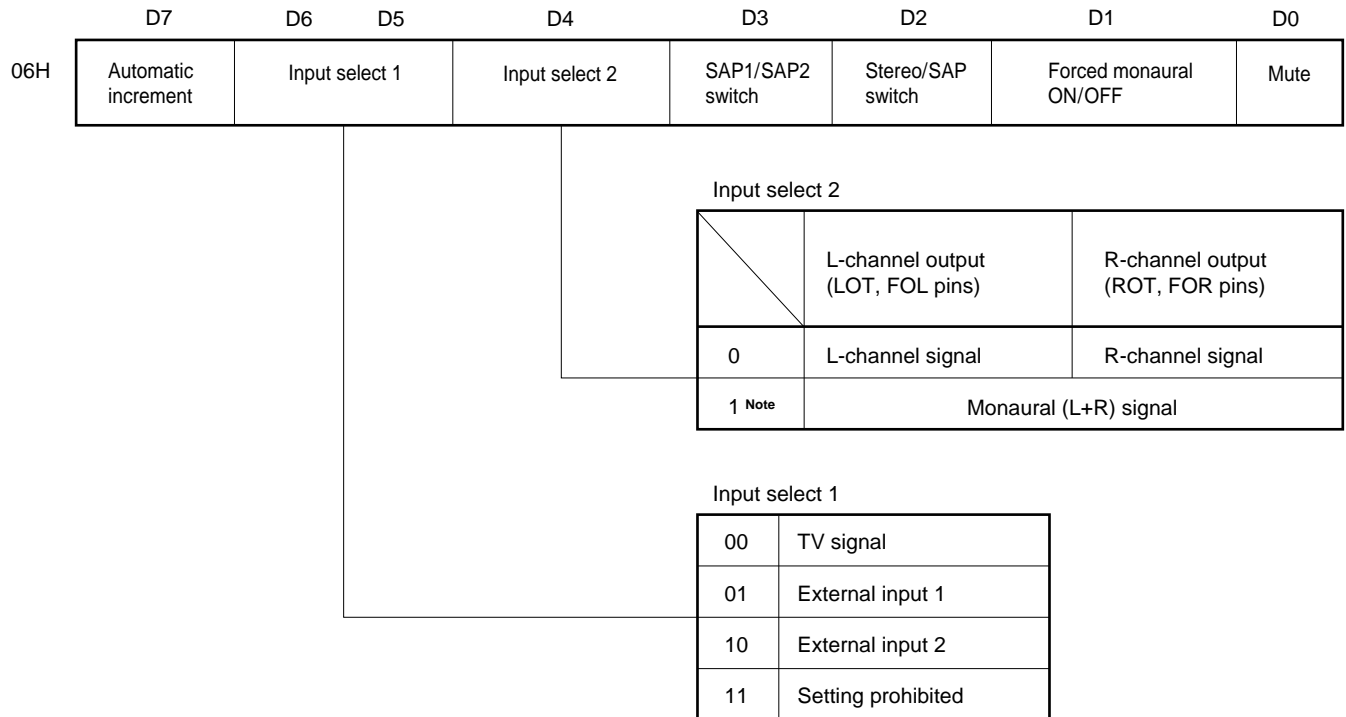 D7 D6 D5 D4 D3 D2 D1 D0
06H
Automatic increment
Input select 1
Input select 2
SAP1/SAP2 switch
Stereo/SAP switch
Forced monaural ON/OFF
Mute
Input select 2
L-channel output (LOT, FOL pins)
R-channel output (ROT, FOR pins)
0 L-channel signal R-channel signal
1 Note Monaural (L+R) signal
Input select 1
00 TV signal
01 External input 1
10 External input 2
11 Setting prohibited